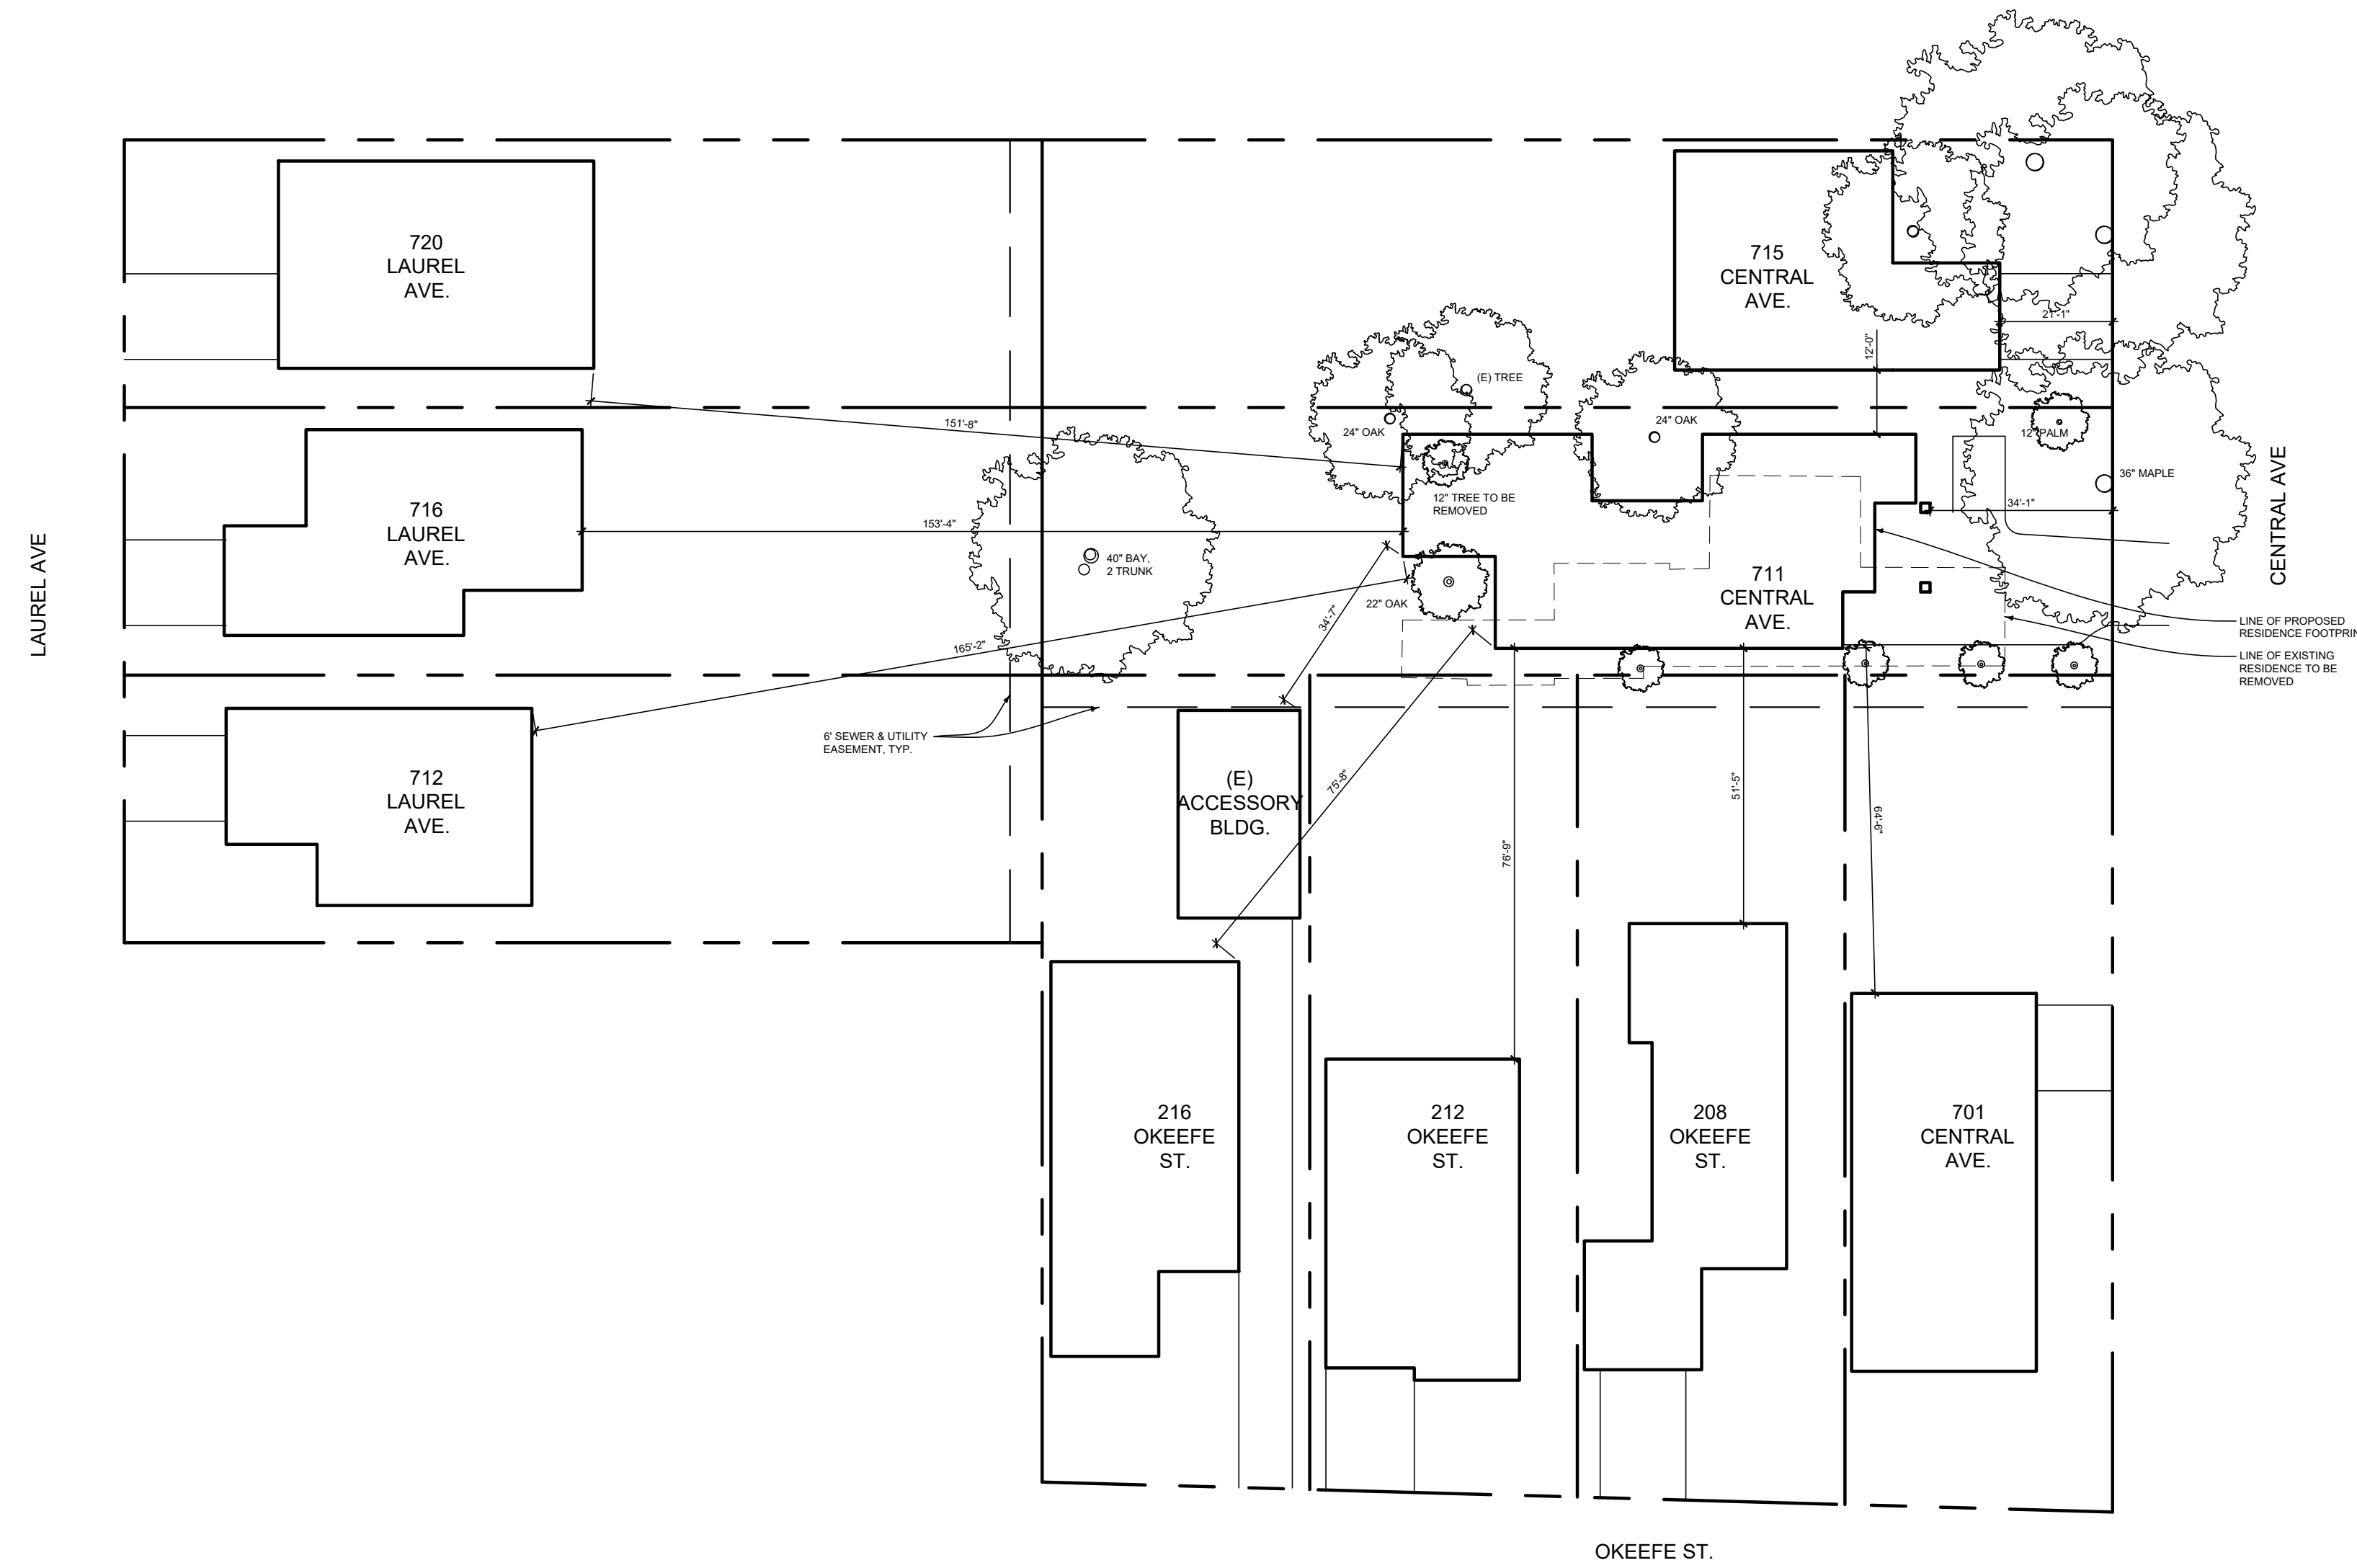 720
LAUREL
AVE.
715
CENTRAL
AVE.
21'-1"
12'-0"
(E) TREE
24" OAK
24" OAK
151'-8"
12" PALM
36" MAPLE
CENTRAL AVE
34'-1"
12" TREE TO BE
REMOVED
716
LAUREL
AVE.
LAUREL AVE
153'-4"
40" BAY,
2 TRUNK
711
CENTRAL
AVE.
22" OAK
34'-7"
165'-2"
LINE OF PROPOSED
RESIDENCE FOOTPRIN
LINE OF EXISTING
RESIDENCE TO BE
REMOVED
6' SEWER & UTILITY
EASEMENT, TYP.
712
LAUREL
AVE.
(E)
ACCESSORY
BLDG.
75'-8"
76'-9"
51'-5"
64'-6"
216
OKEEFE
ST.
212
OKEEFE
ST.
208
OKEEFE
ST.
701
CENTRAL
AVE.
OKEEFE ST.